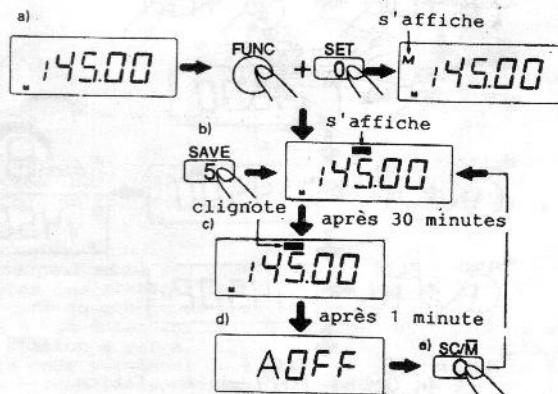 a)
s'affiche
145.00
FUNC + SET
0
M
145.00
M
M
s'affiche
b)
SAVE
5
145.00
M
clignote
après 30 minutes
c)
145.00
M
après 1 minute
d)
A0FF
e) SC/M̅